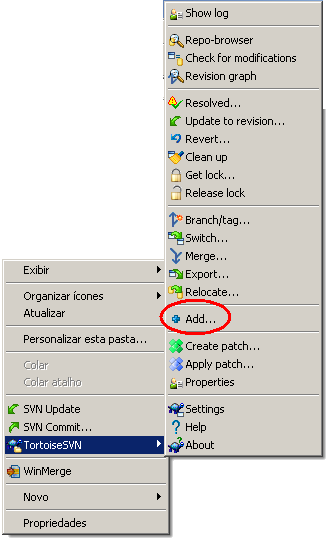 Show log
Repo-browser
Check for modifications
Revision graph
Resolved...
Update to revision...
Revert...
Clean up
Get lock...
Release lock
Branch/tag...
Switch...
Merge...
Export...
Relocate...
Add...
Create patch...
Apply patch...
Properties
Settings
Help
About
Exibir
Organizar ícones
Atualizar
Personalizar esta pasta...
Colar
Colar atalho
SVN Update
SVN Commit...
TortoiseSVN
WinMerge
Novo
Propriedades